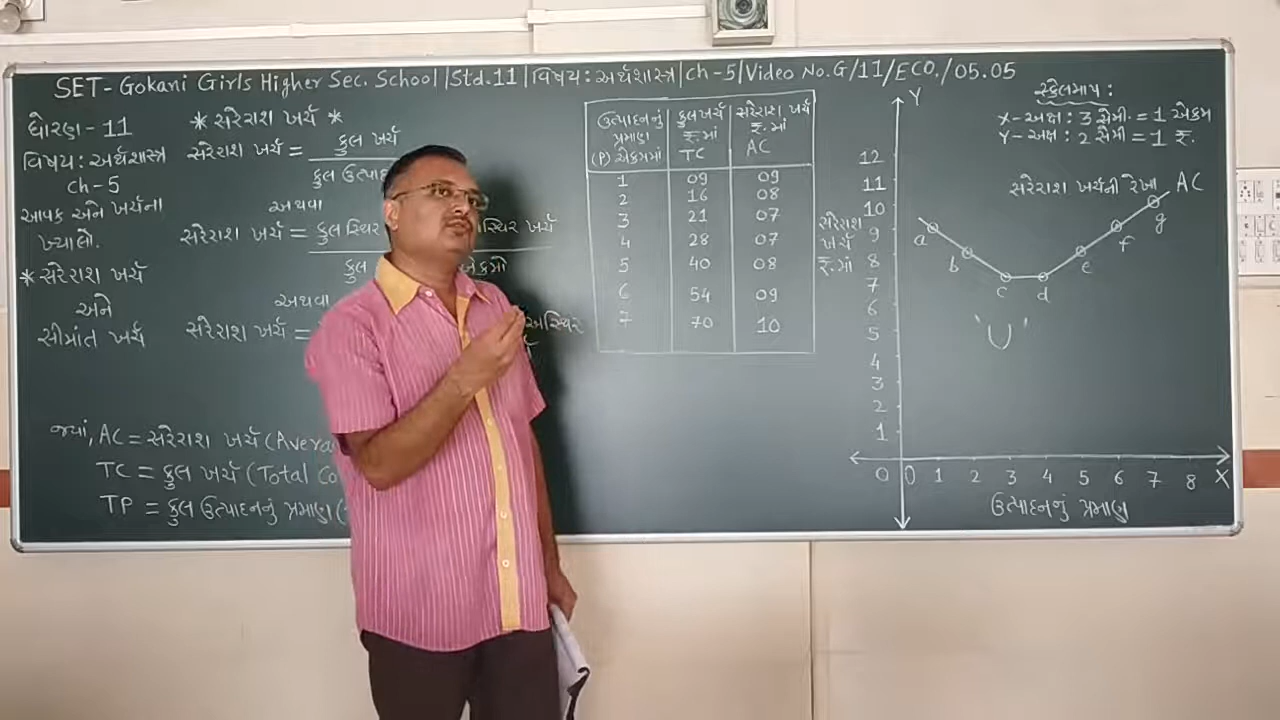 SET- Gokani Girls Higher Sec. School | Std.11 | વિષય: અર્થશાસ્ત્ર | ch-5 | Video No. G/11/ECO./05.05
ધોરણ - 11
વિષય: અર્થશાસ્ત્ર
ch-5
આવક અને ખર્ચના
ખ્યાલો.
* સરેરાશ ખર્ચ
અને
સીમાંત ખર્ચ
* સરેરાશ ખર્ચ *
સરેરાશ ખર્ચ = કુલ ખર્ચ
કુલ
અથવા
સરેરાશ ખર્ચ = કુલ સ્થિર ખર્ચ
કુલ એકમો
અથવા
સરેરાશ ખર્ચ = અસ્થિર
જ્યાં, AC = સરેરાશ ખર્ચ (
TC = કુલ ખર્ચ (Total
TP = કુલ ઉત્પાદનનું પ્રમાણ (
ઉત્પાદનનું પ્રમાણ (P) એકમમાં | કુલ ખર્ચ રૂ.માં TC | સરેરાશ ખર્ચ રૂ.માં AC
1 09 09
2 16 08
3 21 07
4 28 07
5 40 08
6 54 09
7 70 10
સ્કેલમાપ:
X-અક્ષ: 3 સેમી = 1 એકમ
Y-અક્ષ: 2 સેમી = 1 રૂ.
Y
12
11
10
9
8
7
6
5
4
3
2
1
0
સરેરાશ
ખર્ચ
રૂ.માં
સરેરાશ ખર્ચની રેખા AC
a b c d e f g
'U'
0 1 2 3 4 5 6 7 8 X
ઉત્પાદનનું પ્રમાણ